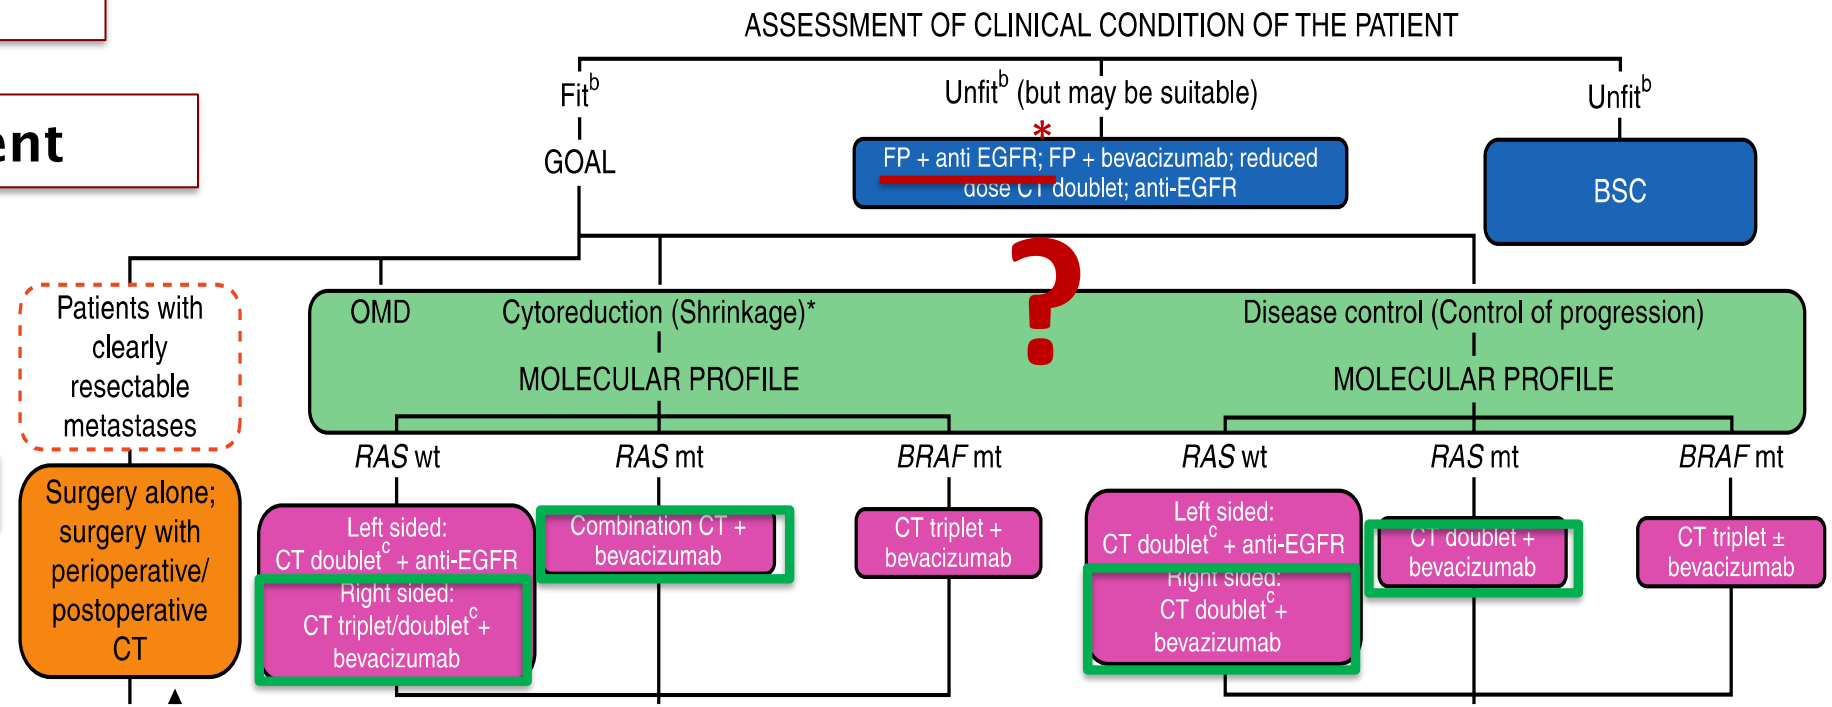 ASSESSMENT OF CLINICAL CONDITION OF THE PATIENT
ent
Fitb
GOAL
Unfitb (but may be suitable)
*
FP + anti EGFR; FP + bevacizumab; reduced
dose CT doublet; anti-EGFR
Unfitb
BSC
?
Patients with
clearly
resectable
metastases
Surgery alone;
surgery with
perioperative/
postoperative
CT
OMD
Cytoreduction (Shrinkage)*
MOLECULAR PROFILE
RAS wt
Left sided:
CT doubletc + anti-EGFR
Right sided:
CT triplet/doubletc+
bevacizumab
RAS mt
Combination CT +
bevacizumab
BRAF mt
CT triplet +
bevacizumab
Disease control (Control of progression)
MOLECULAR PROFILE
RAS wt
Left sided:
CT doubletc + anti-EGFR
Right sided:
CT doubletc+
bevazizumab
RAS mt
CT doublet +
bevacizumab
BRAF mt
CT triplet ±
bevacizumab